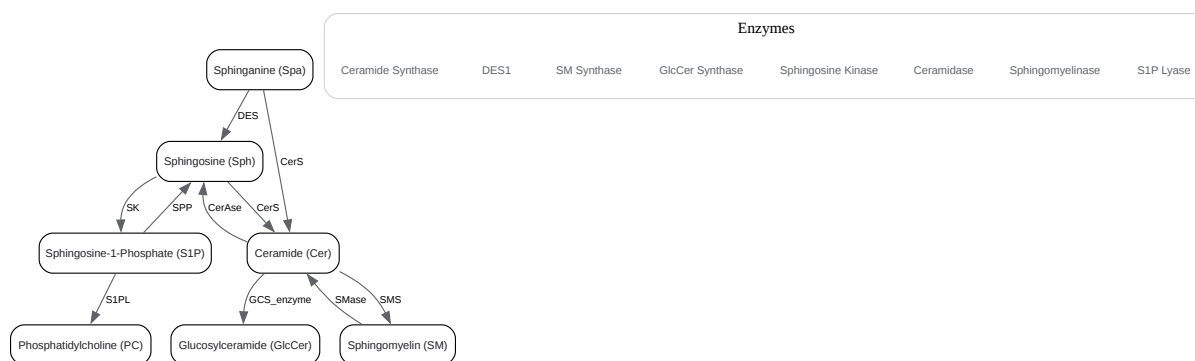 Enzymes
Sphinganine (Spa)
Ceramide Synthase
DES1
SM Synthase
GlcCer Synthase
Sphingosine Kinase
Ceramidase
Sphingomyelinase
S1P Lyase
DES
Sphingosine (Sph)
CerS
SK
SPP
CerAse
CerS
Sphingosine-1-Phosphate (S1P)
Ceramide (Cer)
S1PL
GCS_enzyme
SMase
SMS
Phosphatidylcholine (PC)
Glucosylceramide (GlcCer)
Sphingomyelin (SM)